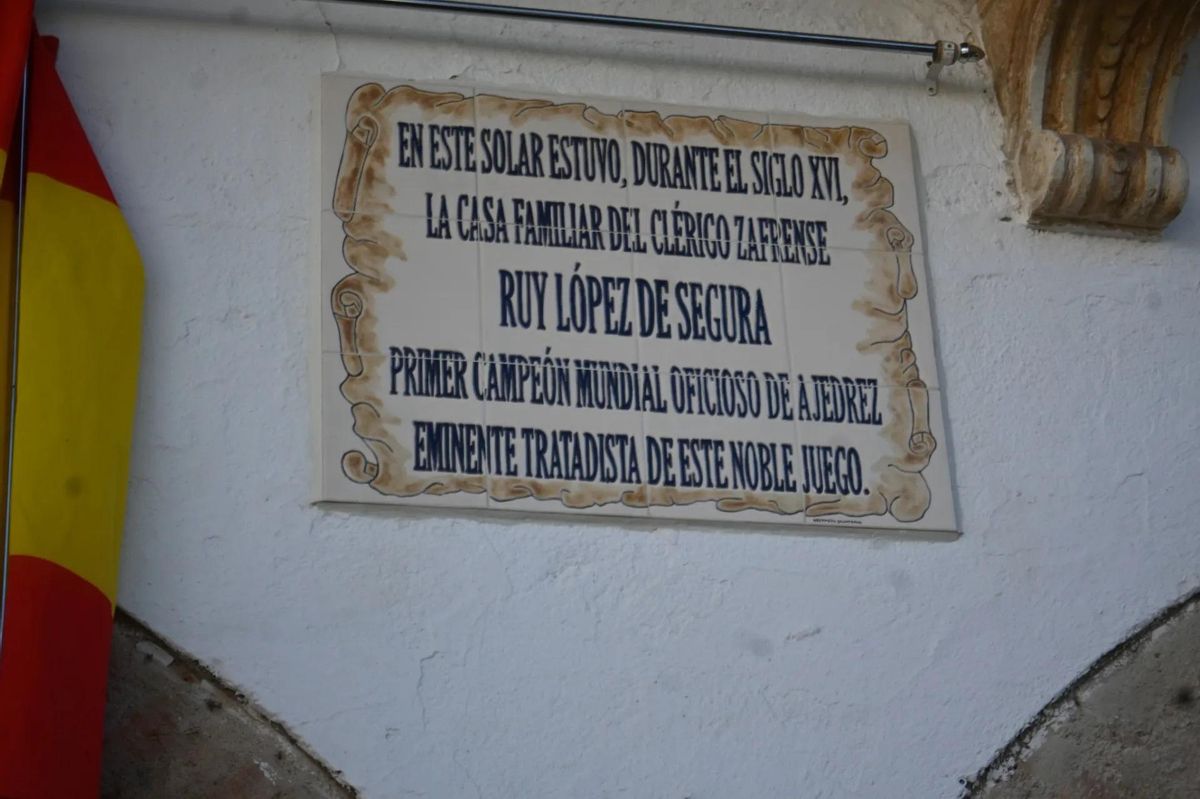 EN ESTE SOLAR ESTUVO, DURANTE EL SIGLO XVI,
LA CASA FAMILIAR DEL CLÉRIGO ZAFRENSE
RUY LÓPEZ DE SEGURA
PRIMER CAMPEÓN MUNDIAL OFICIOSO DE AJEDREZ
EMINENTE TRATADISTA DE ESTE NOBLE JUEGO.